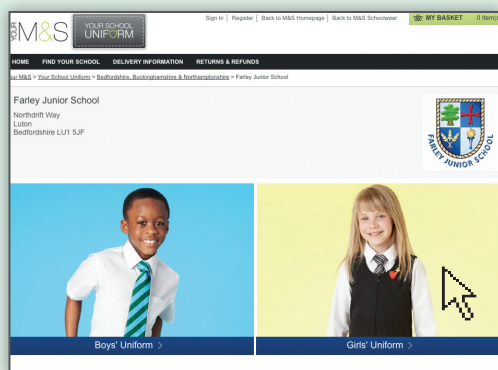 Sign In | Register | Back to M&S Homepage | Back to M&S Schoolwear
MY BASKET 0 item(s
YOUR M&S
YOUR SCHOOL
UNIFORM
HOME FIND YOUR SCHOOL DELIVERY INFORMATION RETURNS & REFUNDS
ur M&S > Your School Uniform > Bedfordshire, Buckinghamshire & Northamptonshire > Farley Junior School
Farley Junior School
Northdrift Way
Luton
Bedfordshire LU1 5JF
FARLEY JUNIOR SCHOOL
Boys' Uniform >
Girls' Uniform >